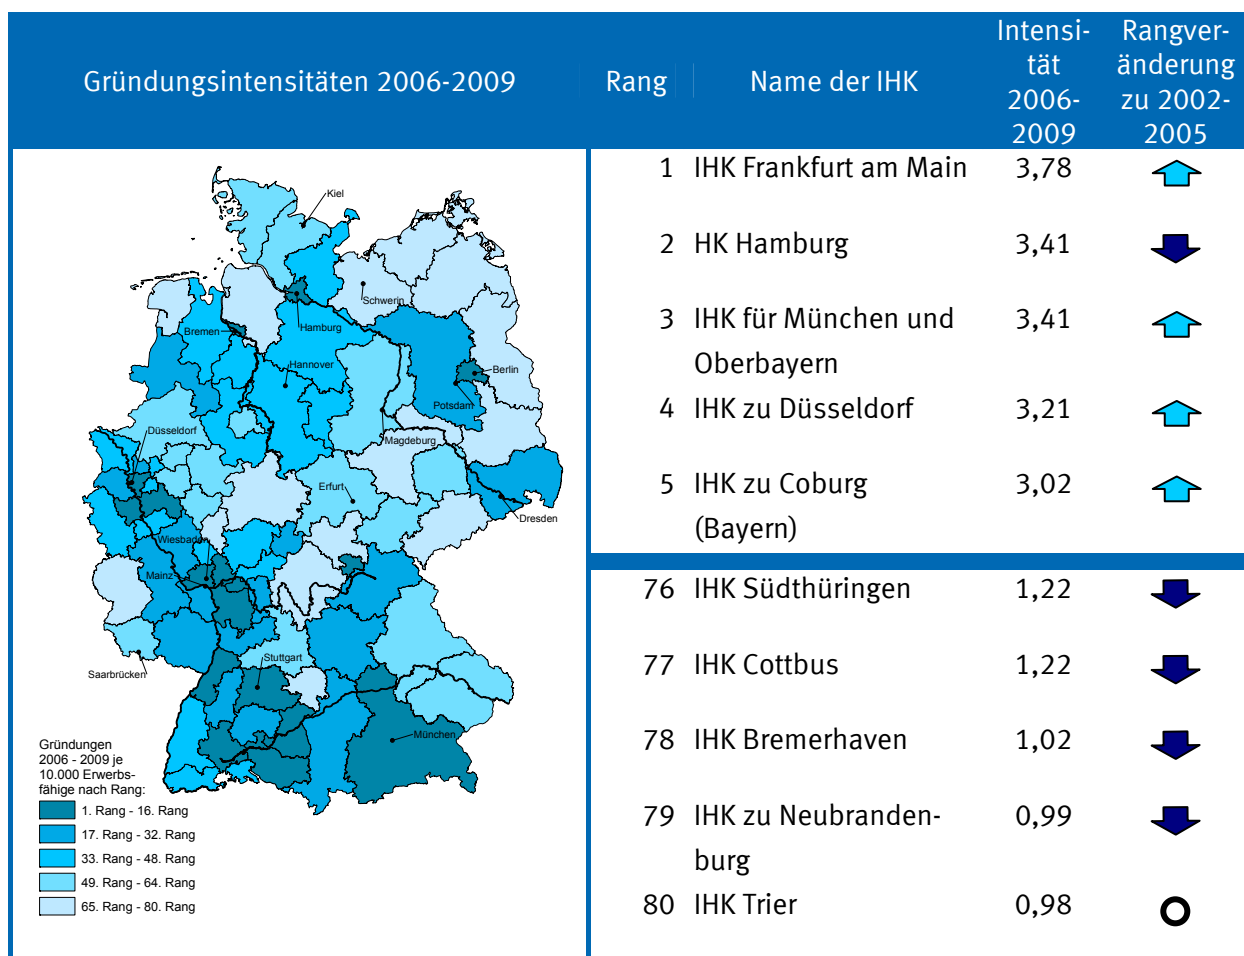 Gründungsintensitäten 2006-2009
Rang
Name der IHK
Intensi-
tät
2006-
2009
Rangver-
änderung
zu 2002-
2005
Kiel
Schwerin
Hamburg
Bremen
Hannover
Berlin
Potsdam
Magdeburg
Düsseldorf
Erfurt
Dresden
Wiesbaden
Mainz
Saarbrücken
Stuttgart
München
Gründungen
2006 - 2009 je
10.000 Erwerbs-
fähige nach Rang:
1. Rang - 16. Rang
17. Rang - 32. Rang
33. Rang - 48. Rang
49. Rang - 64. Rang
65. Rang - 80. Rang
1 IHK Frankfurt am Main 3,78
2 HK Hamburg 3,41
3 IHK für München und 3,41
Oberbayern
4 IHK zu Düsseldorf 3,21
5 IHK zu Coburg 3,02
(Bayern)
76 IHK Südthüringen 1,22
77 IHK Cottbus 1,22
78 IHK Bremerhaven 1,02
79 IHK zu Neubranden- 0,99
burg
80 IHK Trier 0,98